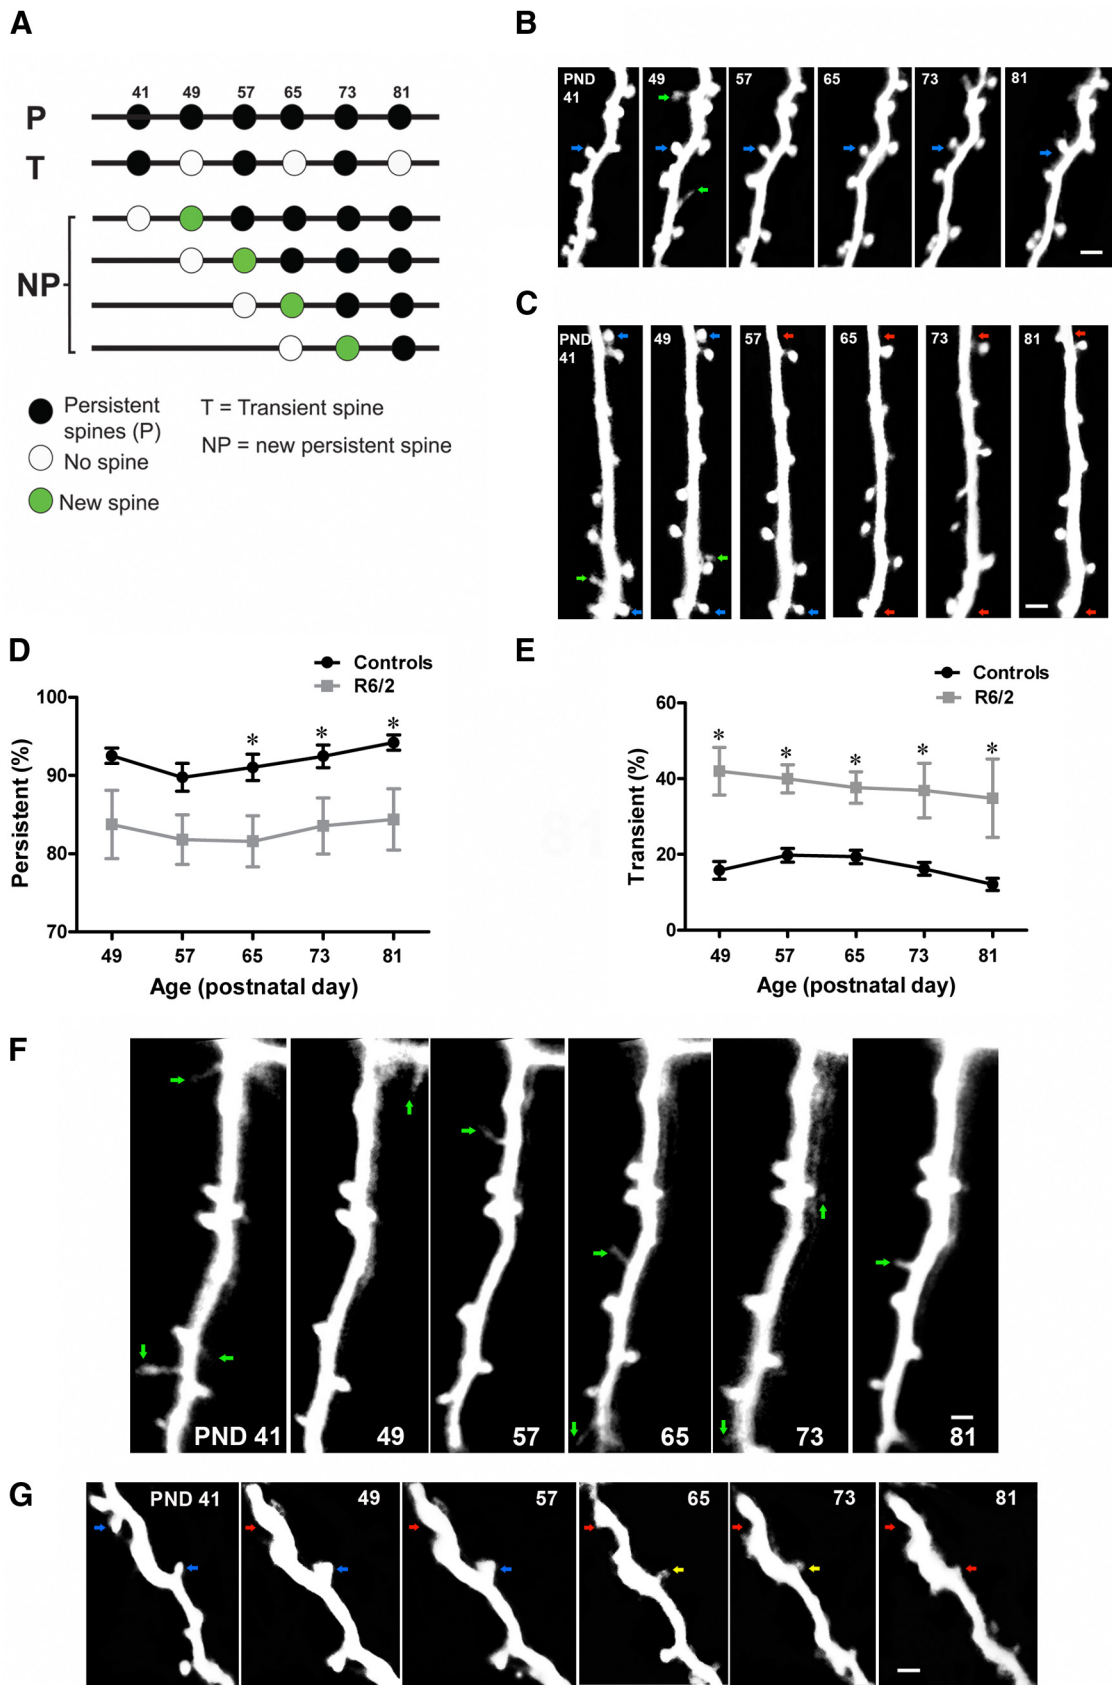 A
41 49 57 65 73 81
P
T
NP
Persistent
spines (P)
No spine
New spine
T = Transient spine
NP = new persistent spine
B
PND
41
49
57
65
73
81
C
PND
41
49
57
65
73
81
D
Controls
R6/2
100
90
80
70
Persistent (%)
* * *
49 57 65 73 81
Age (postnatal day)
E
Controls
R6/2
60
40
20
0
Transient (%)
* * * * *
49 57 65 73 81
Age (postnatal day)
F
PND 41
49
57
65
73
81
G
PND 41
49
57
65
73
81